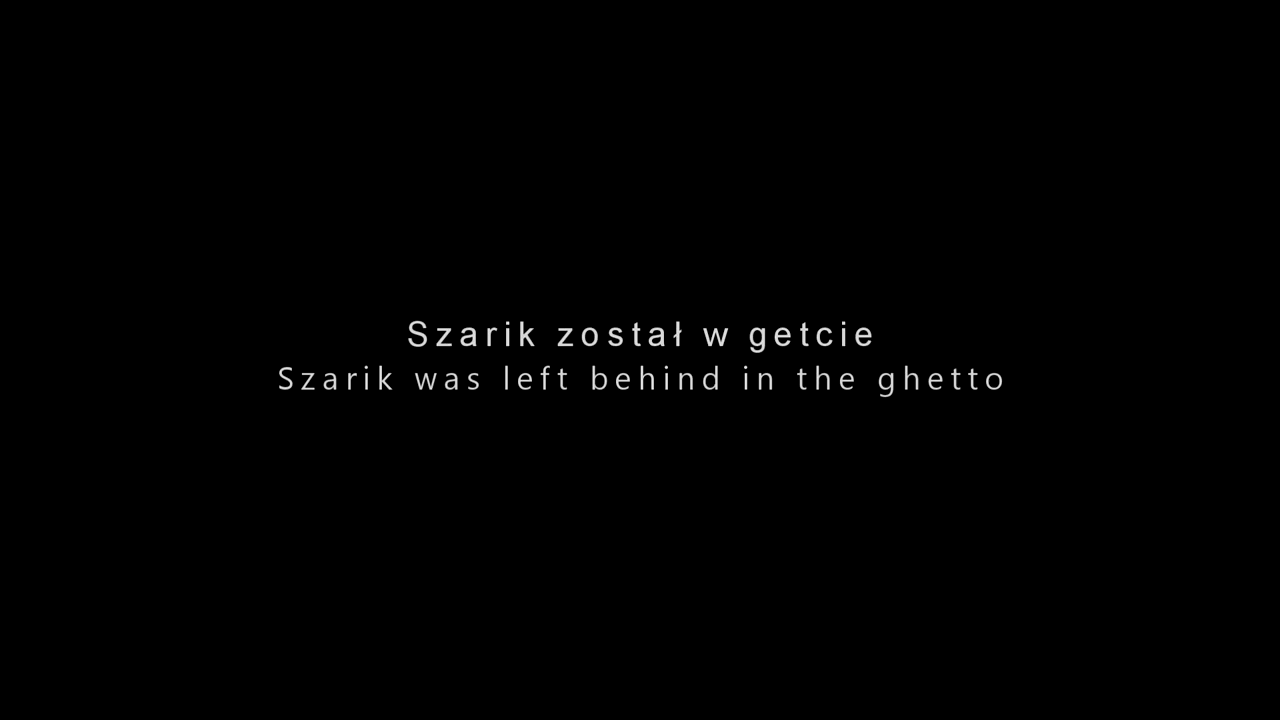 Szarik został w getcie
Szarik was left behind in the ghetto